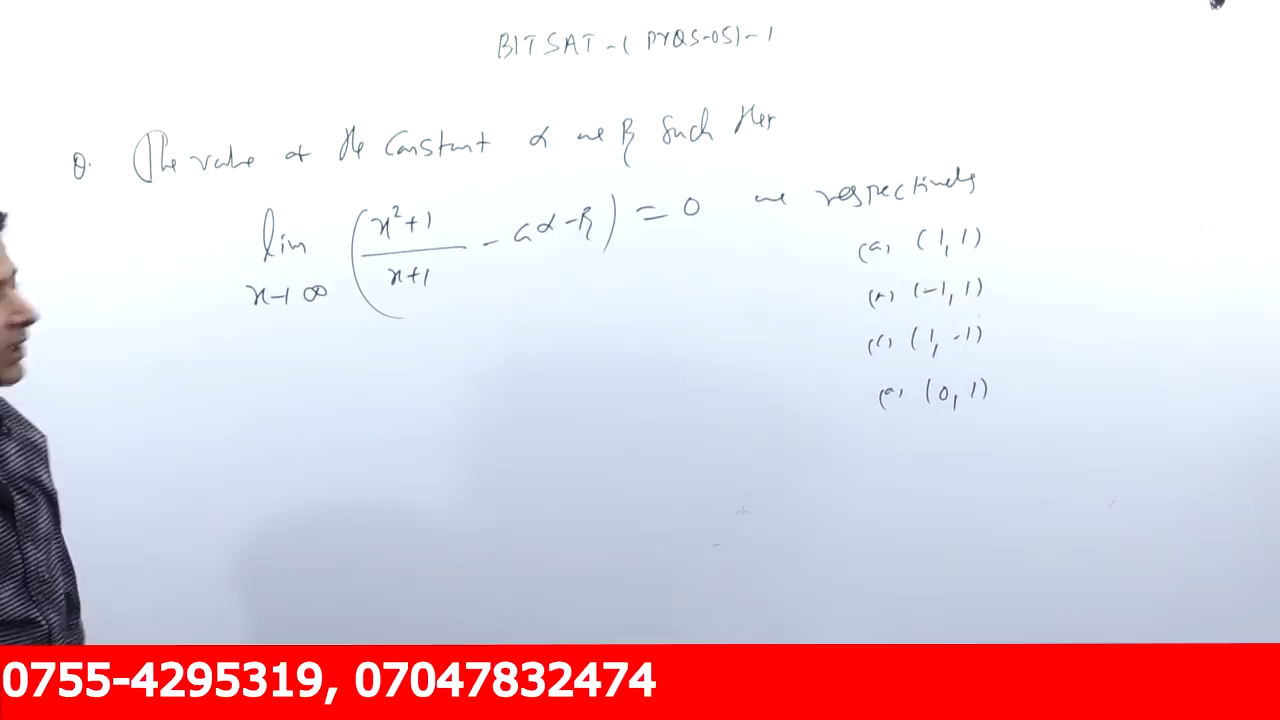 BITSAT-(PYQS-05)-1
Q. The value of the Constant α and β Such that
lim x→∞ (x²+1 / x+1 - aα-β) = 0 are respectively
(a) (1, 1)
(b) (-1, 1)
(c) (1, -1)
(d) (0, 1)
0755-4295319, 07047832474